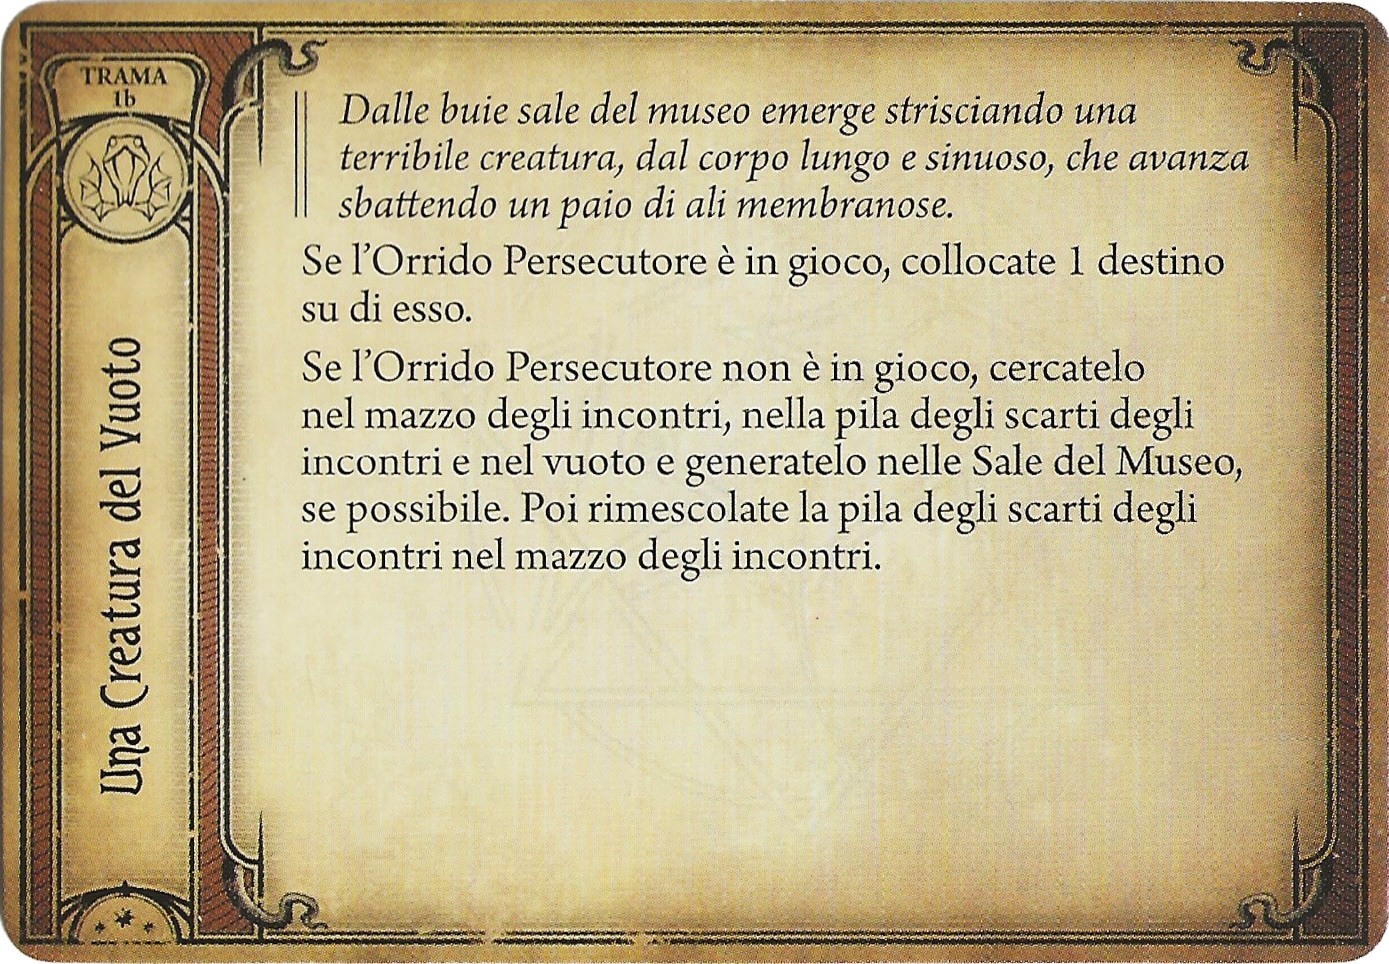 TRAMA
1b
Una Creatura del Vuoto
Dalle buie sale del museo emerge strisciando una
terribile creatura, dal corpo lungo e sinuoso, che avanza
sbattendo un paio di ali membranose.
Se l'Orrido Persecutore è in gioco, collocate 1 destino
su di esso.
Se l'Orrido Persecutore non è in gioco, cercatelo
nel mazzo degli incontri, nella pila degli scarti degli
incontri e nel vuoto e generatelo nelle Sale del Museo,
se possibile. Poi rimescolate la pila degli scarti degli
incontri nel mazzo degli incontri.